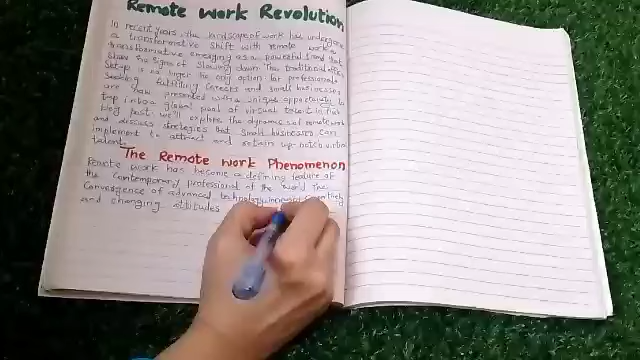 Remote Work Revolution
In recent years, the landscape of work has undergone
a transformative shift with remote work
transformative emerging as a powerful trend that
show no signs of slowing down. The traditional office
Setup is no longer the only option for professionals
Seeking fulfilling careers and small businesses
are now presented with a unique opportunity to
tap into a global pool of virtual talent in this
blog post, we'll explore the dynamics of remote work
and discuss strategies that small businesses can
implement to attract and retain top-notch virtual
talent.
The Remote Work Phenomenon
Remote work has become a defining feature of
the contemporary professional of the world the
Convergence of advanced technology,
and changing attitudes